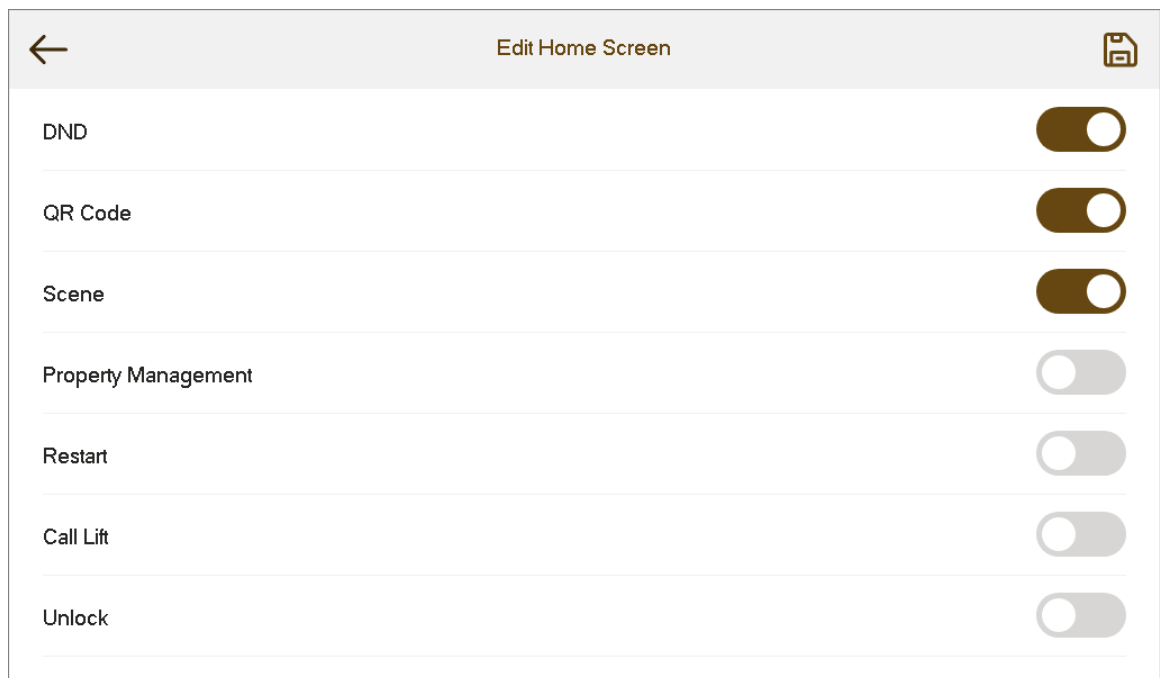 Edit Home Screen
DND
QR Code
Scene
Property Management
Restart
Call Lift
Unlock